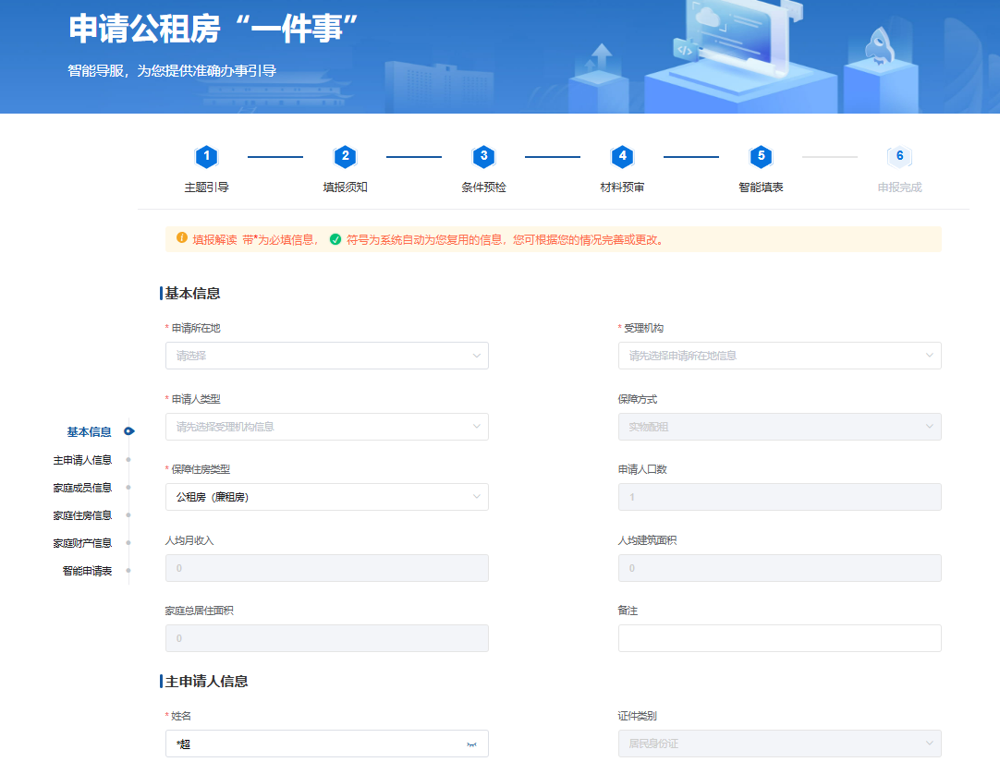 申请公租房“一件事”
智能导服，为您提供准确办事引导
1 2 3 4 5 6
主题引导 填报须知 条件预检 材料预审 智能填表 申报完成
填报解读 带*为必填信息， 符号为系统自动为您复用的信息，您可根据您的情况完善或更改。
基本信息
* 申请所在地 * 受理机构
请选择 请先选择申请所在地信息
* 申请人类型 保障方式
请先选择受理机构信息 实物配租
* 保障住房类型 申请人口数
公租房（廉租房） 1
人均月收入 人均建筑面积
0 0
家庭总居住面积 备注
0
主申请人信息
* 姓名 证件类别
*超 居民身份证
基本信息
主申请人信息
家庭成员信息
家庭住房信息
家庭财产信息
智能申请表